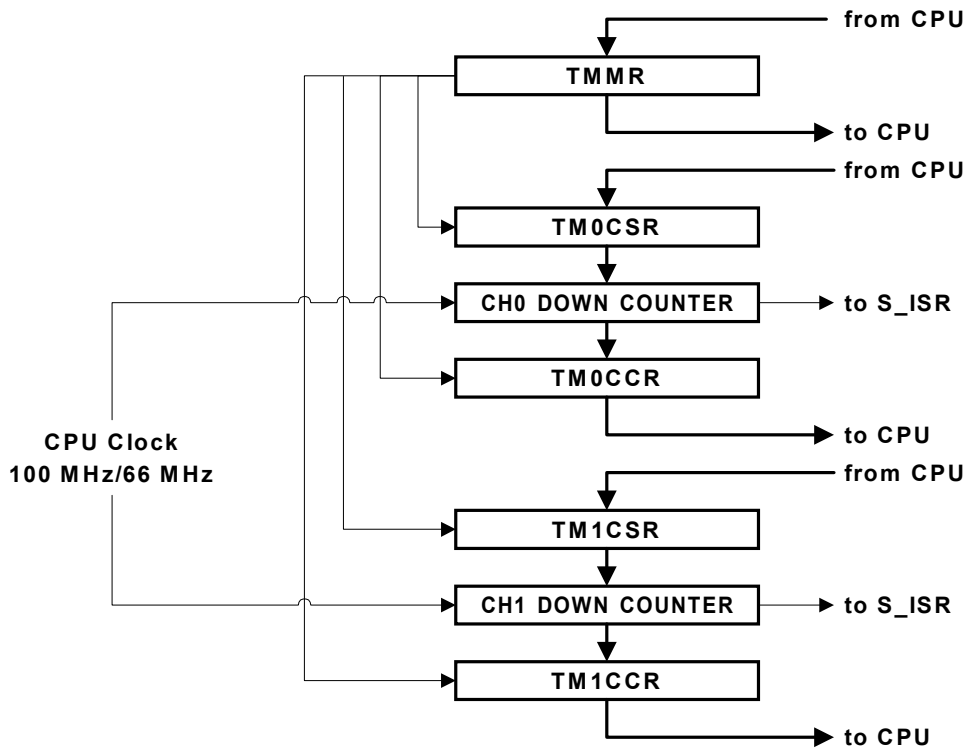 from CPU
TMMR
to CPU
from CPU
TM0CSR
CH0 DOWN COUNTER
to S_ISR
TM0CCR
to CPU
CPU Clock
100 MHz/66 MHz
from CPU
TM1CSR
CH1 DOWN COUNTER
to S_ISR
TM1CCR
to CPU